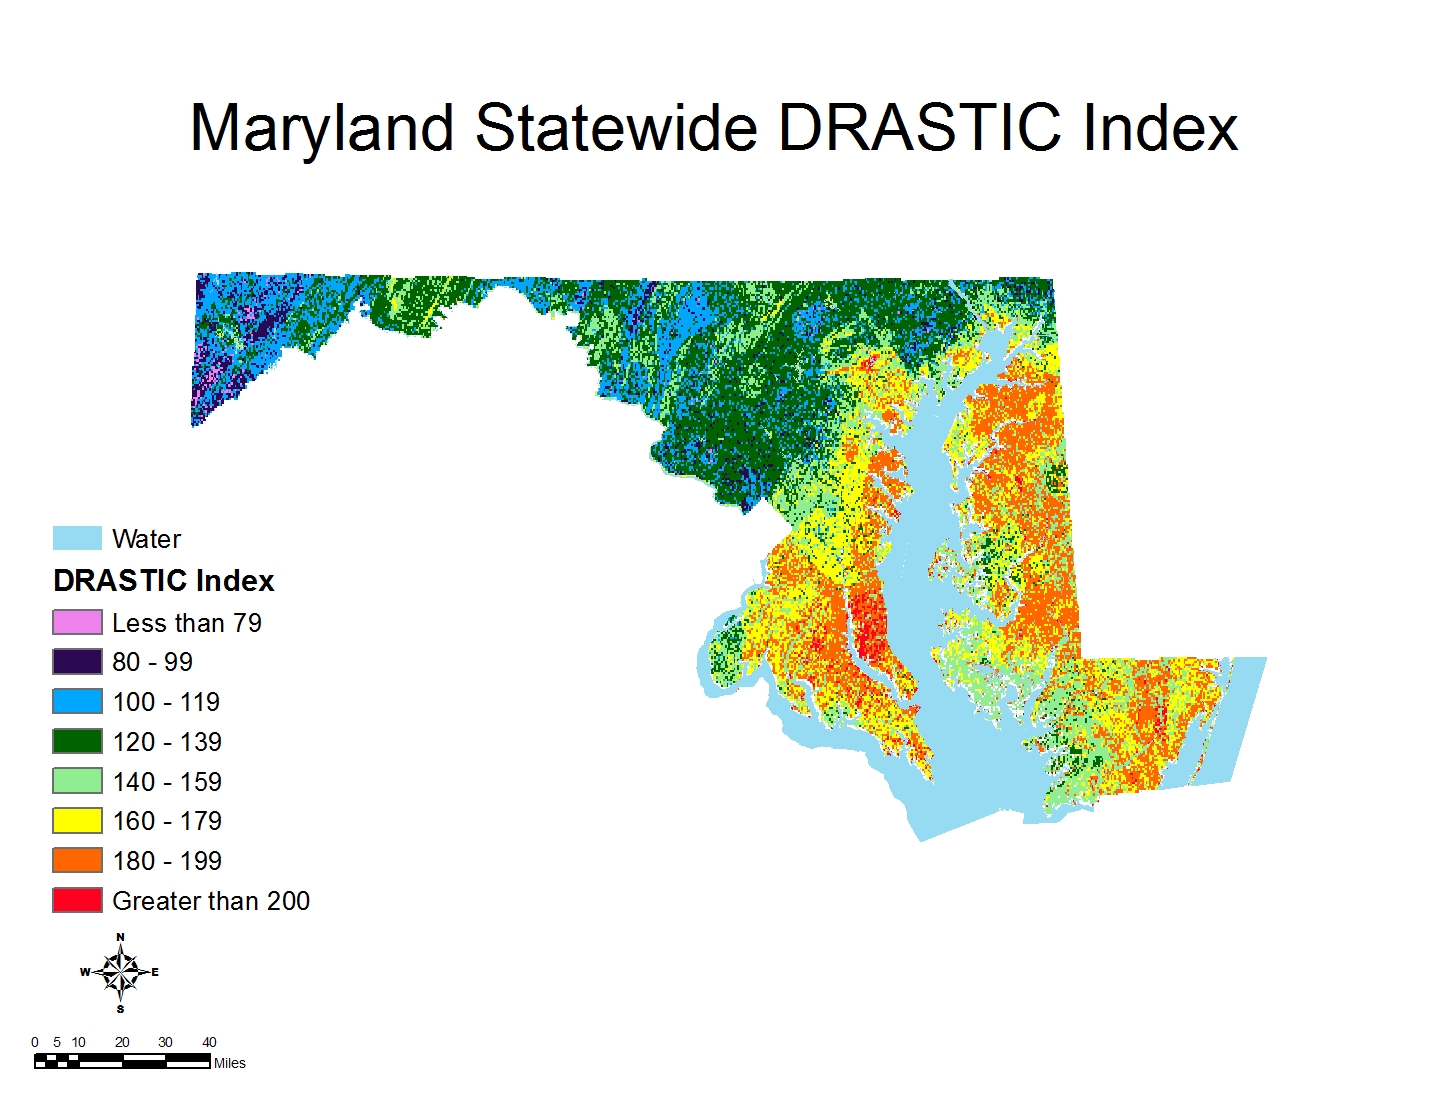 Maryland Statewide DRASTIC Index
Water
DRASTIC Index
Less than 79
80 - 99
100 - 119
120 - 139
140 - 159
160 - 179
180 - 199
Greater than 200
N
W E
S
0 5 10 20 30 40
Miles